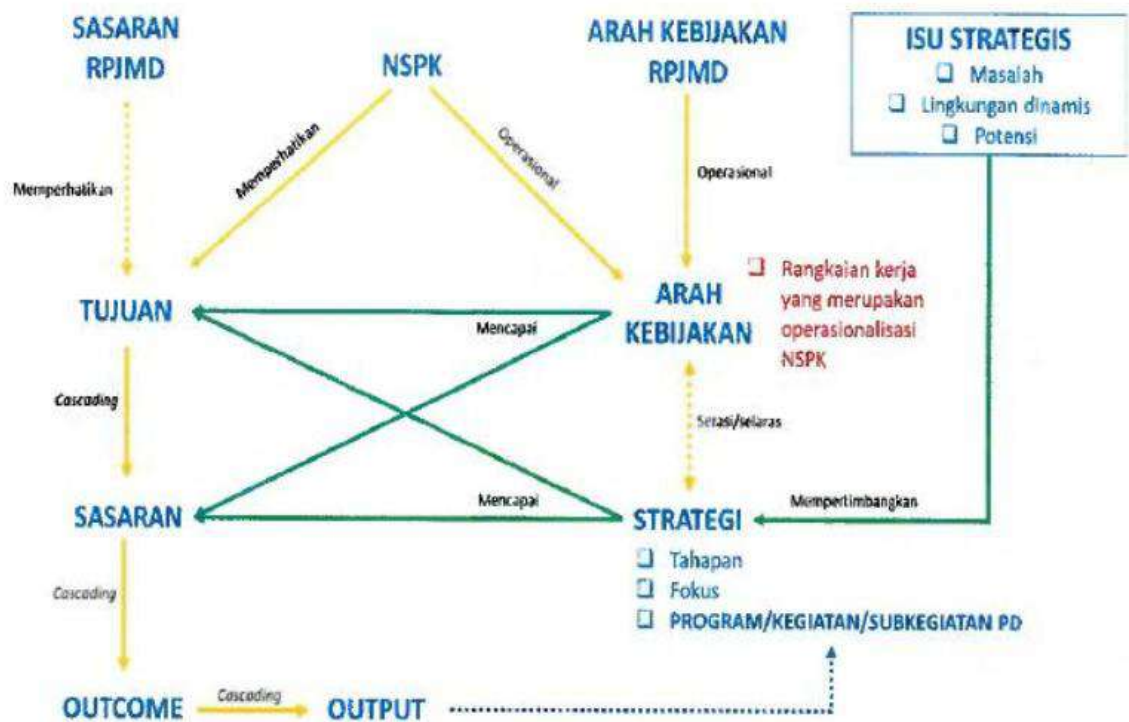 SASARAN
RPJMD
NSPK
ARAH KEBIJAKAN
RPJMD
ISU STRATEGIS
❑ Masalah
❑ Lingkungan dinamis
❑ Potensi
Memperhatikan
Memperhatikan
Operasional
Operasional
TUJUAN
Mencapai
ARAH
KEBIJAKAN
❑ Rangkaian kerja
yang merupakan
operasionalisasi
NSPK
Cascading
Serasi/selaras
SASARAN
Mencapai
STRATEGI
Mempertimbangkan
❑ Tahapan
❑ Fokus
❑ PROGRAM/KEGIATAN/SUBKEGIATAN PD
Cascading
OUTCOME
Cascading
OUTPUT